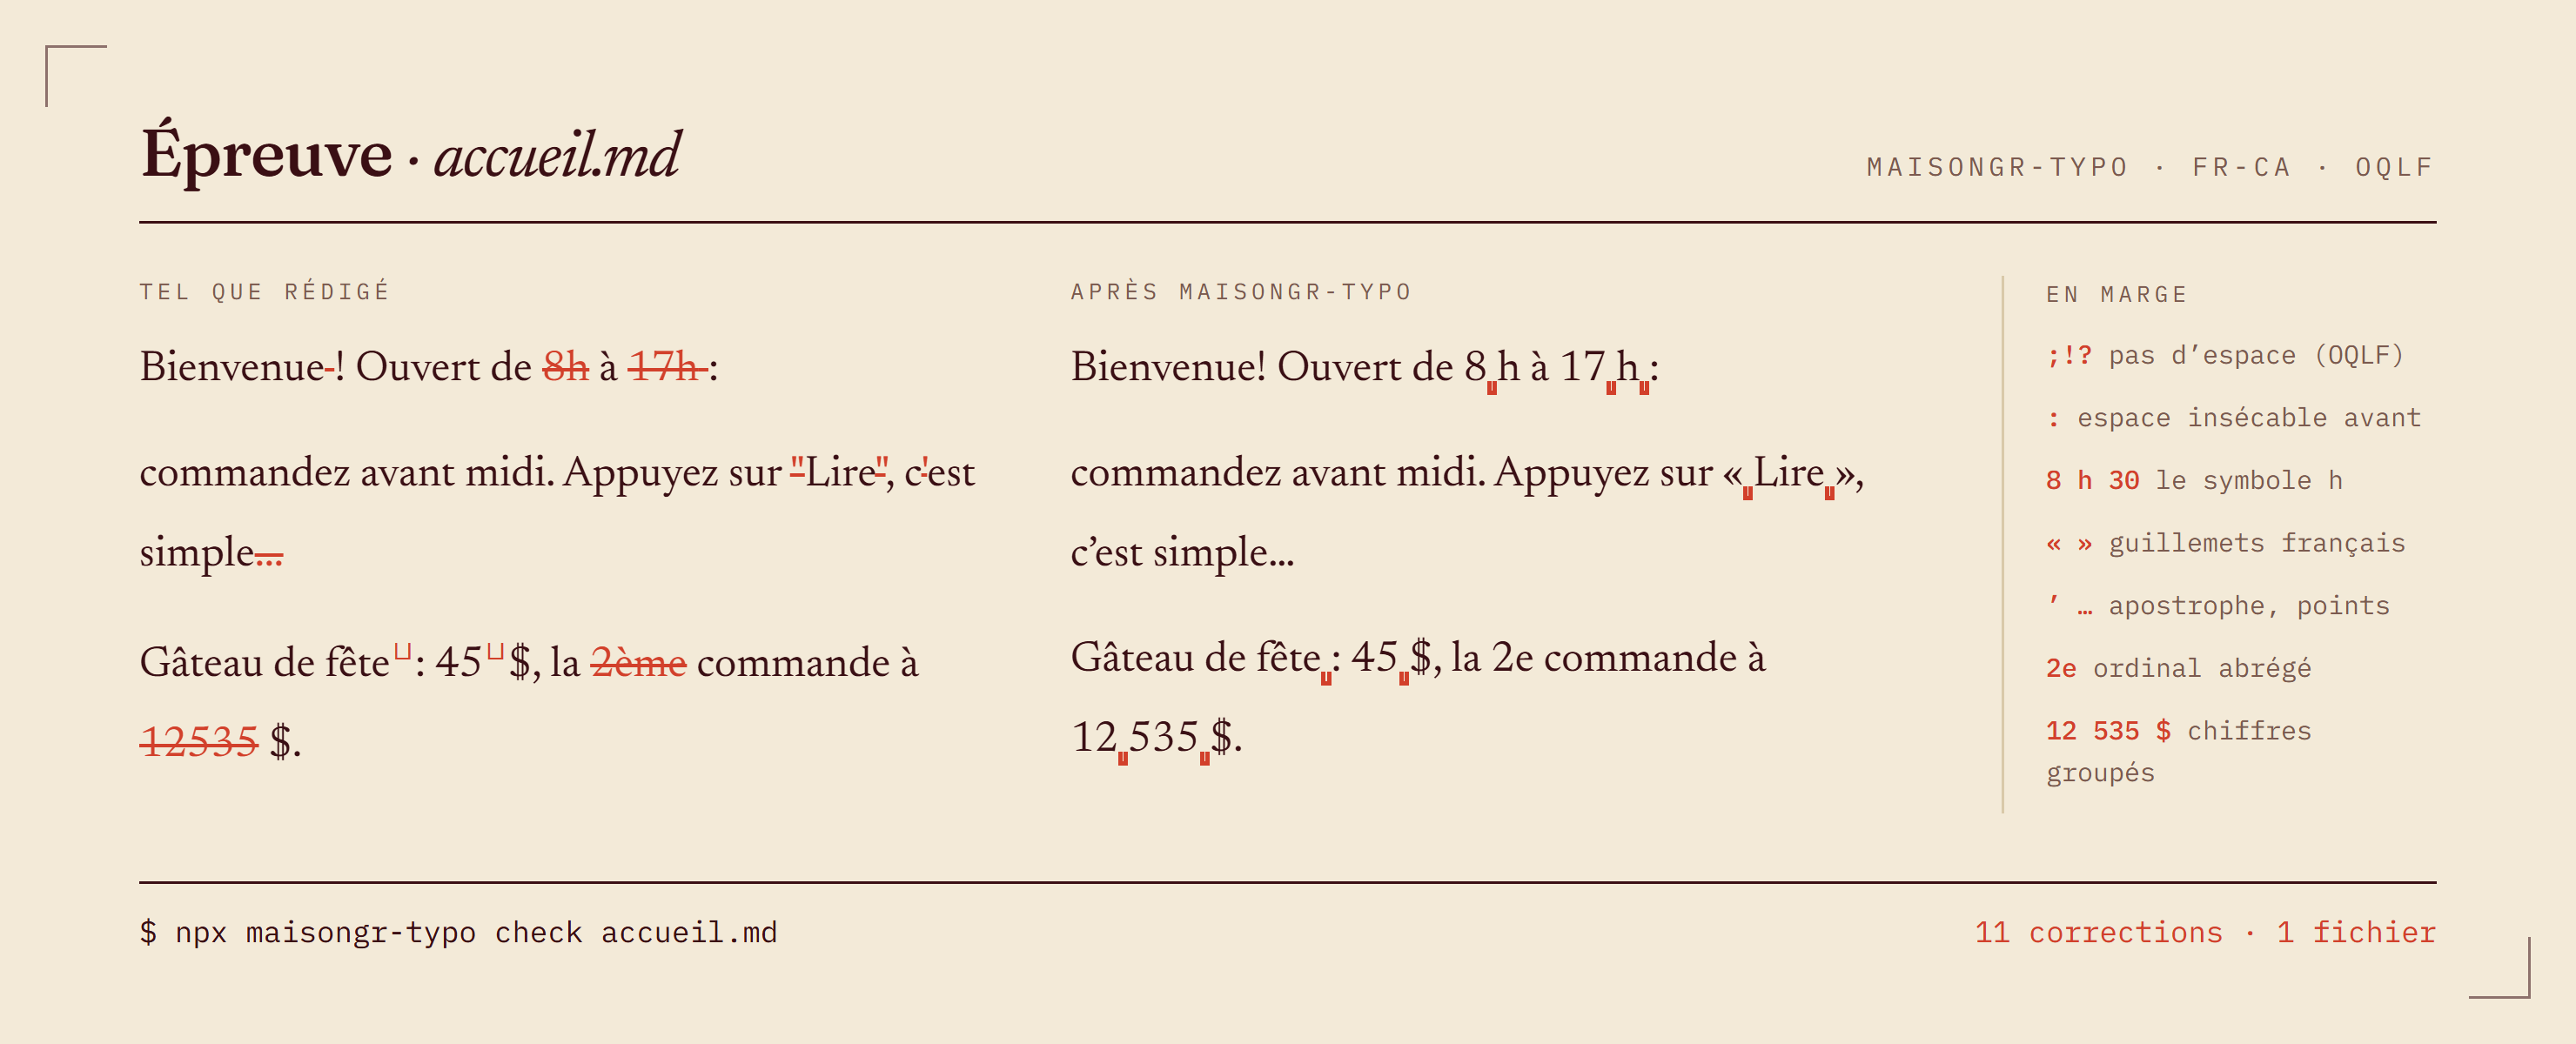 Épreuve · accueil.md
MAISONGR-TYPO · FR-CA · OQLF
TEL QUE RÉDIGÉ
Bienvenue ! Ouvert de 8h à 17h :
commandez avant midi. Appuyez sur "Lire", c'est
simple...
Gâteau de fête␣: 45␣$, la 2ème commande à
12535 $.
APRÈS MAISONGR-TYPO
Bienvenue! Ouvert de 8␣h à 17␣h␣:
commandez avant midi. Appuyez sur «␣Lire␣»,
c’est simple…
Gâteau de fête␣: 45␣$, la 2e commande à
12␣535␣$.
EN MARGE
;!? pas d’espace (OQLF)
: espace insécable avant
8 h 30 le symbole h
« » guillemets français
’ … apostrophe, points
2e ordinal abrégé
12 535 $ chiffres
groupés
$ npx maisongr-typo check accueil.md
11 corrections · 1 fichier